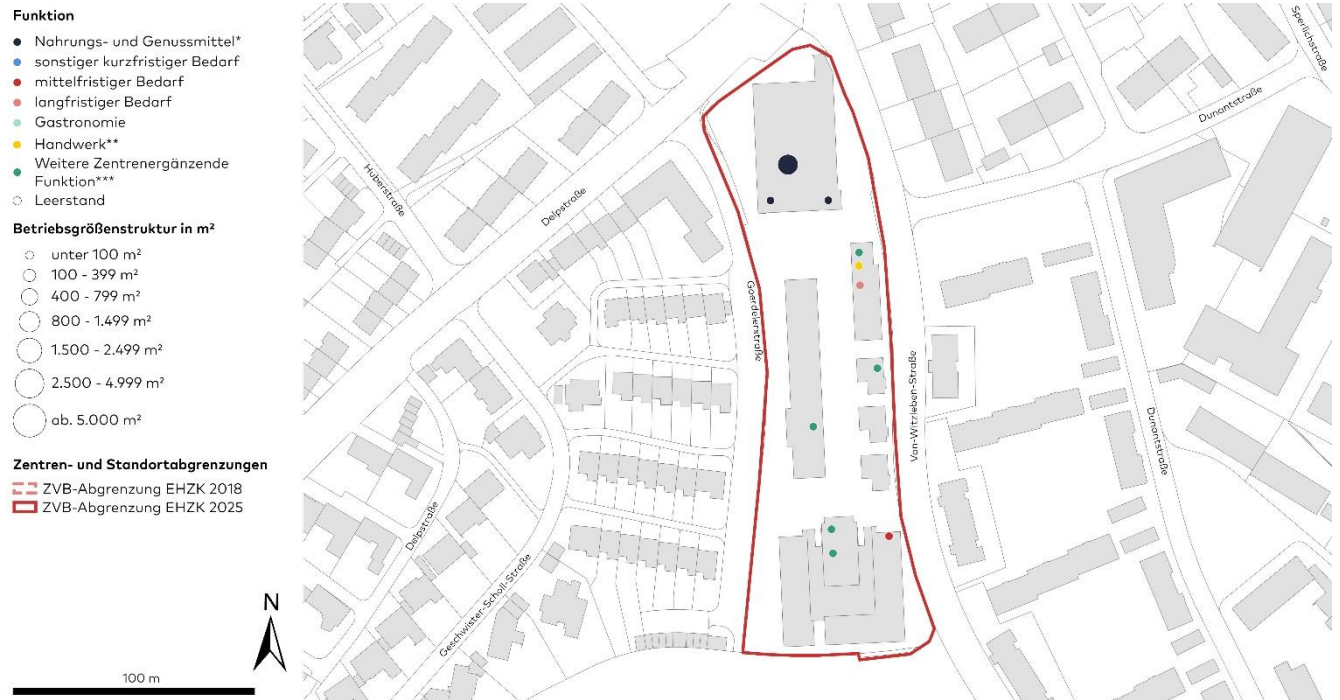 Funktion
Nahrungs- und Genussmittel*
sonstiger kurzfristiger Bedarf
mittelfristiger Bedarf
langfristiger Bedarf
Gastronomie
Handwerk**
Weitere Zentrenergänzende
Funktion***
Leerstand
Betriebsgrößenstruktur in m²
unter 100 m²
100 - 399 m²
400 - 799 m²
800 - 1.499 m²
1.500 - 2.499 m²
2.500 - 4.999 m²
ab. 5.000 m²
Zentren- und Standortabgrenzungen
ZVB-Abgrenzung EHZK 2018
ZVB-Abgrenzung EHZK 2025
N
100 m
Sperlichstraße
Dunantstraße
Huberstraße
Delpstraße
Goerdelerstraße
Von-Witzleben-Straße
Dunantstraße
Delpstraße
Geschwister-Scholl-Straße